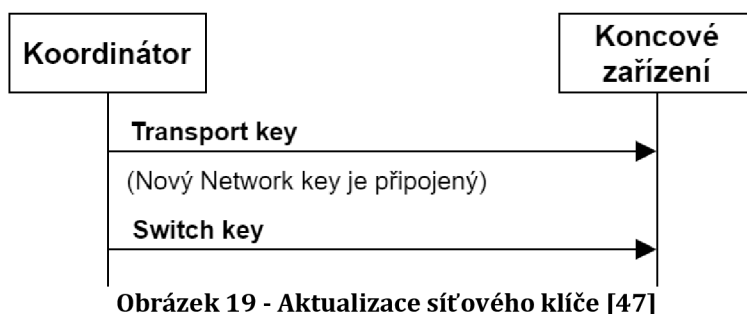 Koordinátor
Koncové
zařízení
Transport key
(Nový Network key je připojený)
Switch key
Obrázek 19 - Aktualizace síťového klíče [47]